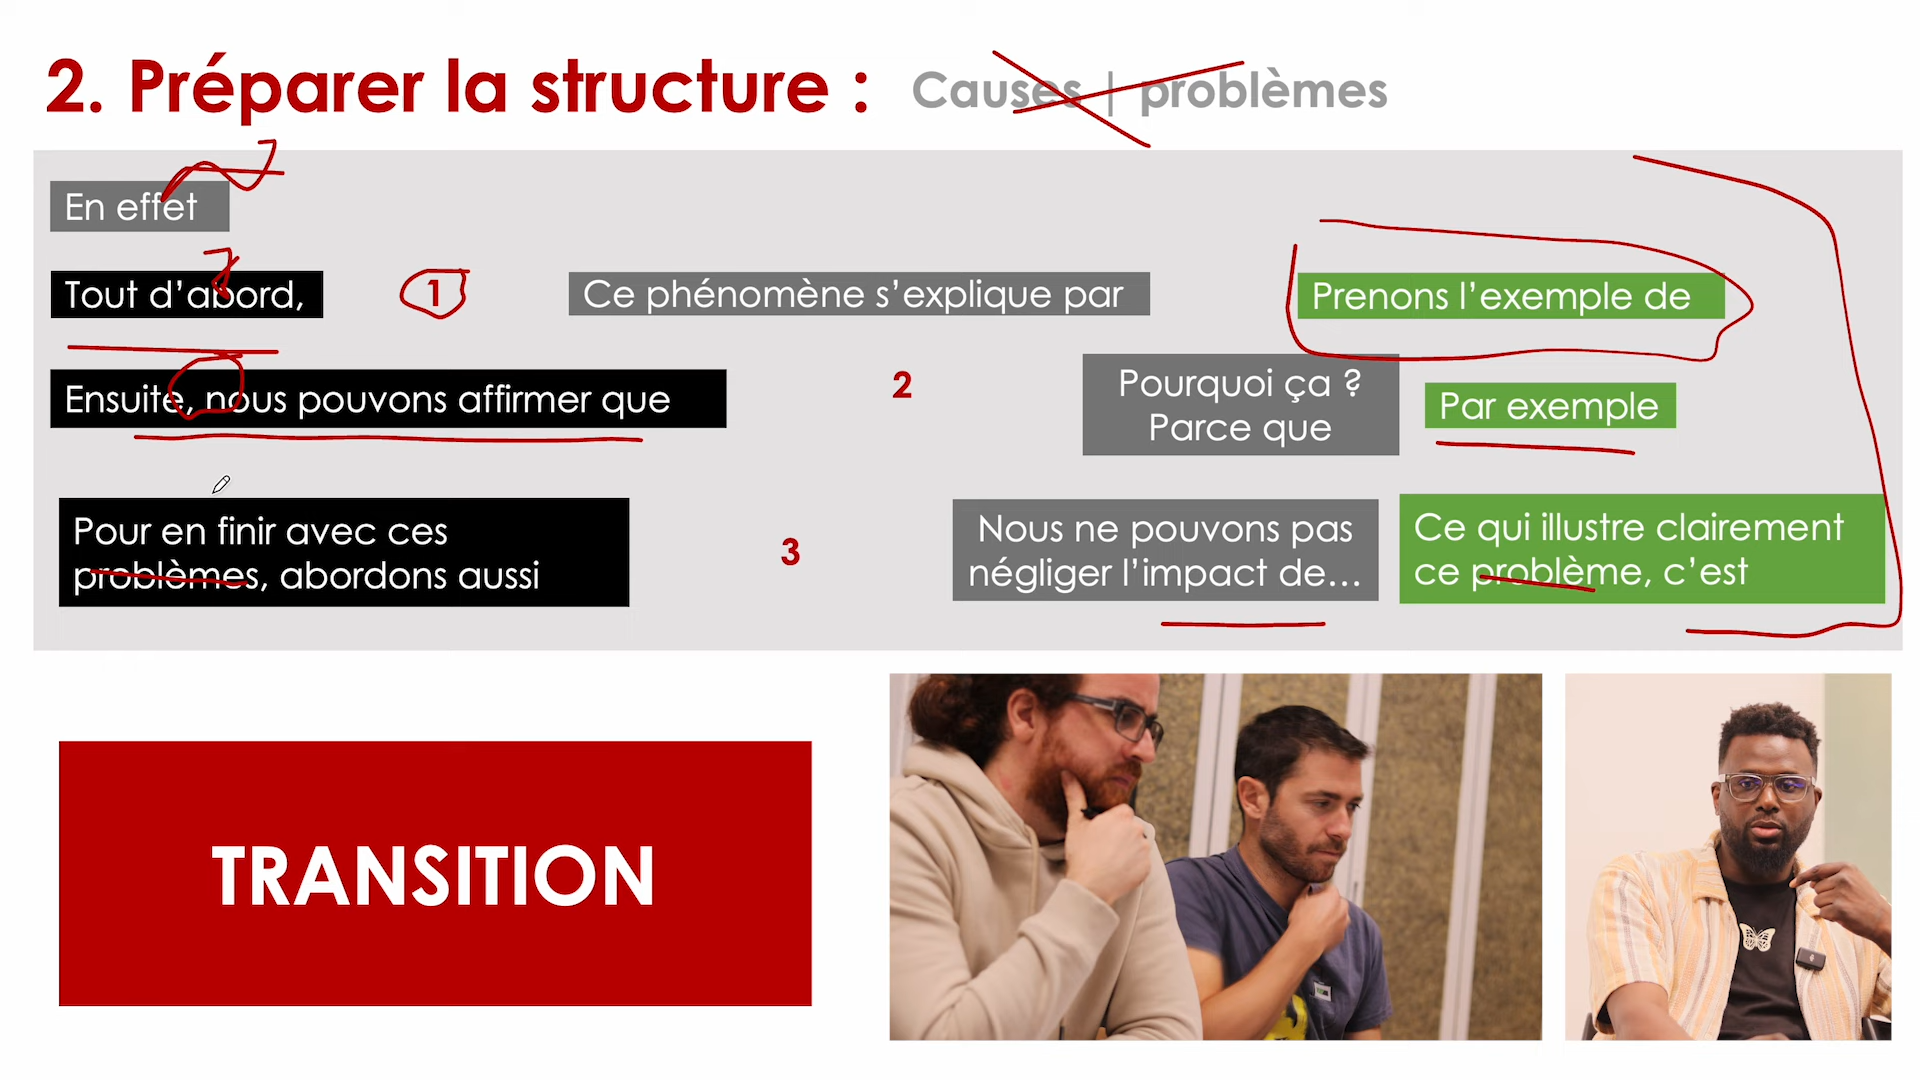 2. Préparer la structure : Causes | problèmes
En effet
Tout d'abord, 1 Ce phénomène s'explique par Prenons l'exemple de
Ensuite, nous pouvons affirmer que 2 Pourquoi ça ?
Parce que
Par exemple
Pour en finir avec ces
problèmes, abordons aussi
3
Nous ne pouvons pas
négliger l'impact de...
Ce qui illustre clairement
ce problème, c'est
TRANSITION